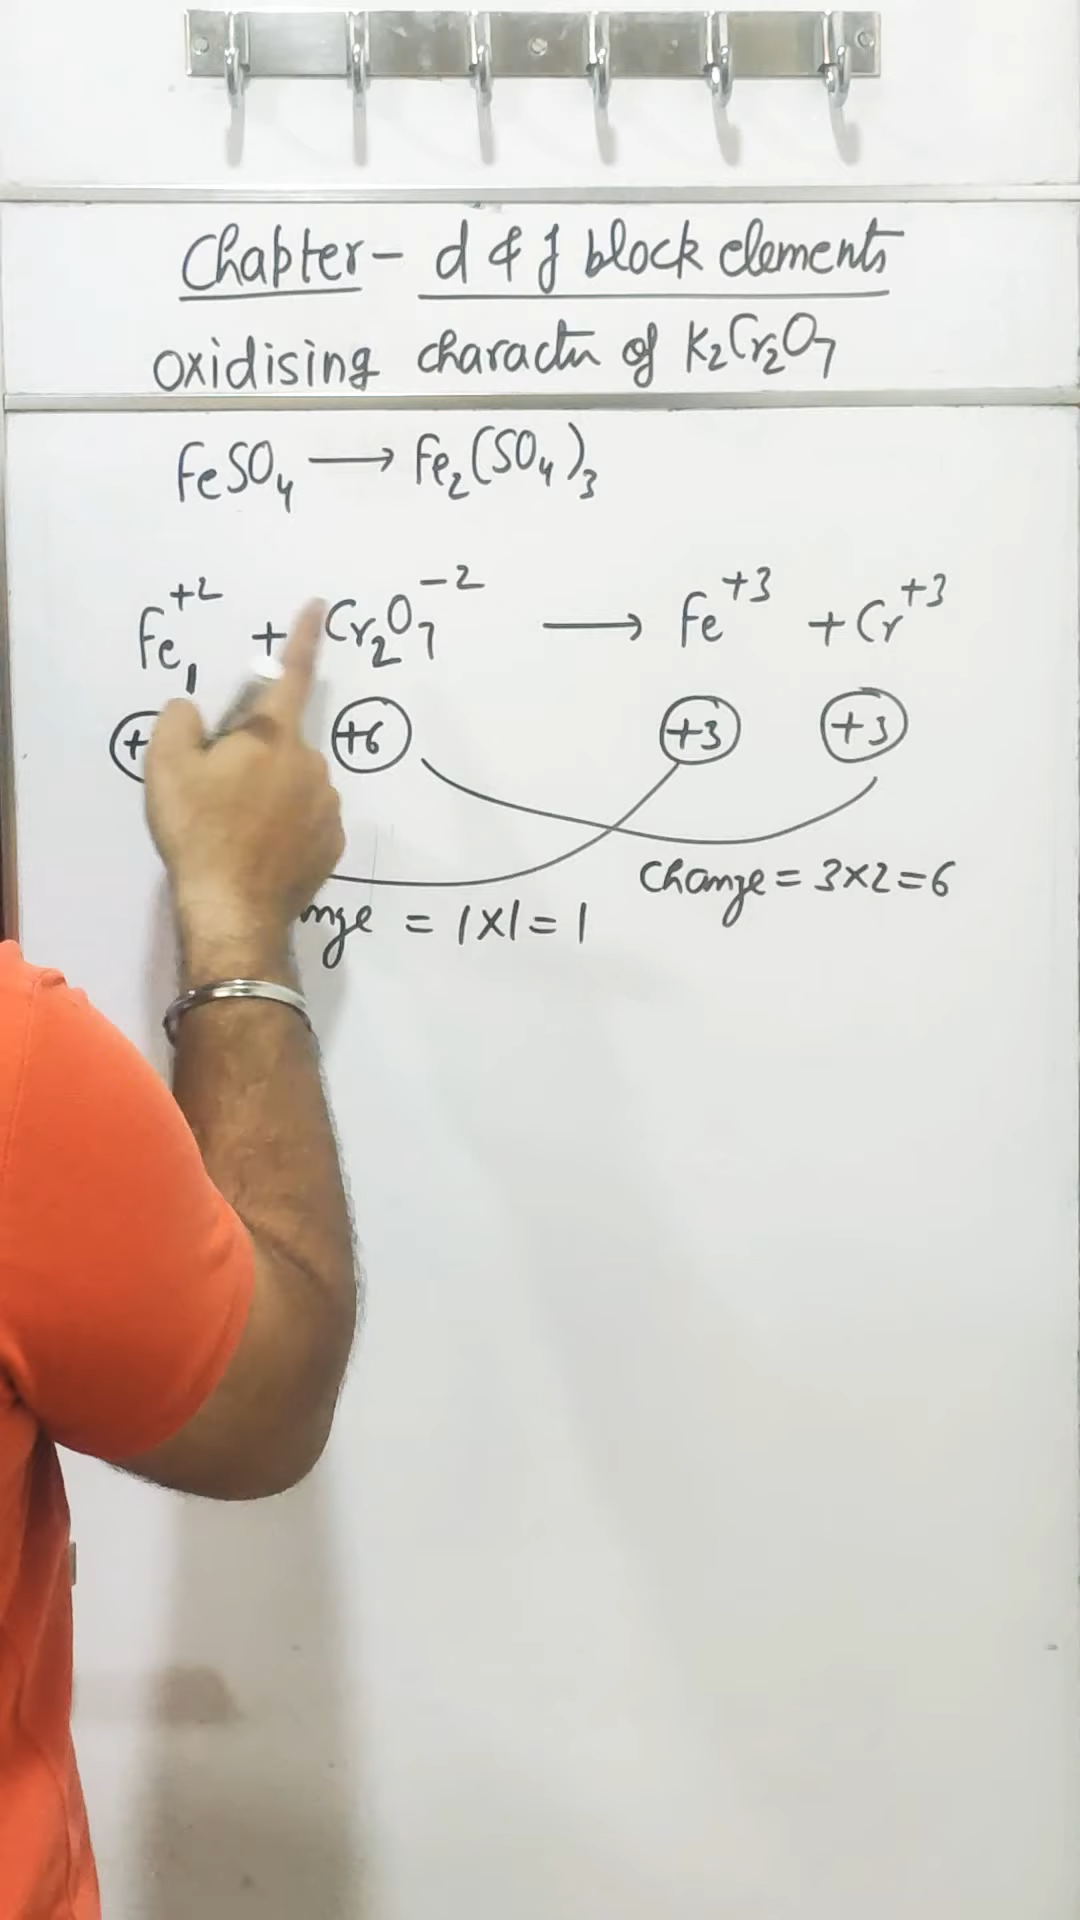 Chapter - d & f block elements
oxidising character of K2Cr2O7
FeSO4 → Fe2(SO4)3
Fe1+2 + Cr2O7-2 → Fe+3 + Cr+3
+6 +3 +3
Change = 3×2=6
= 1×1=1